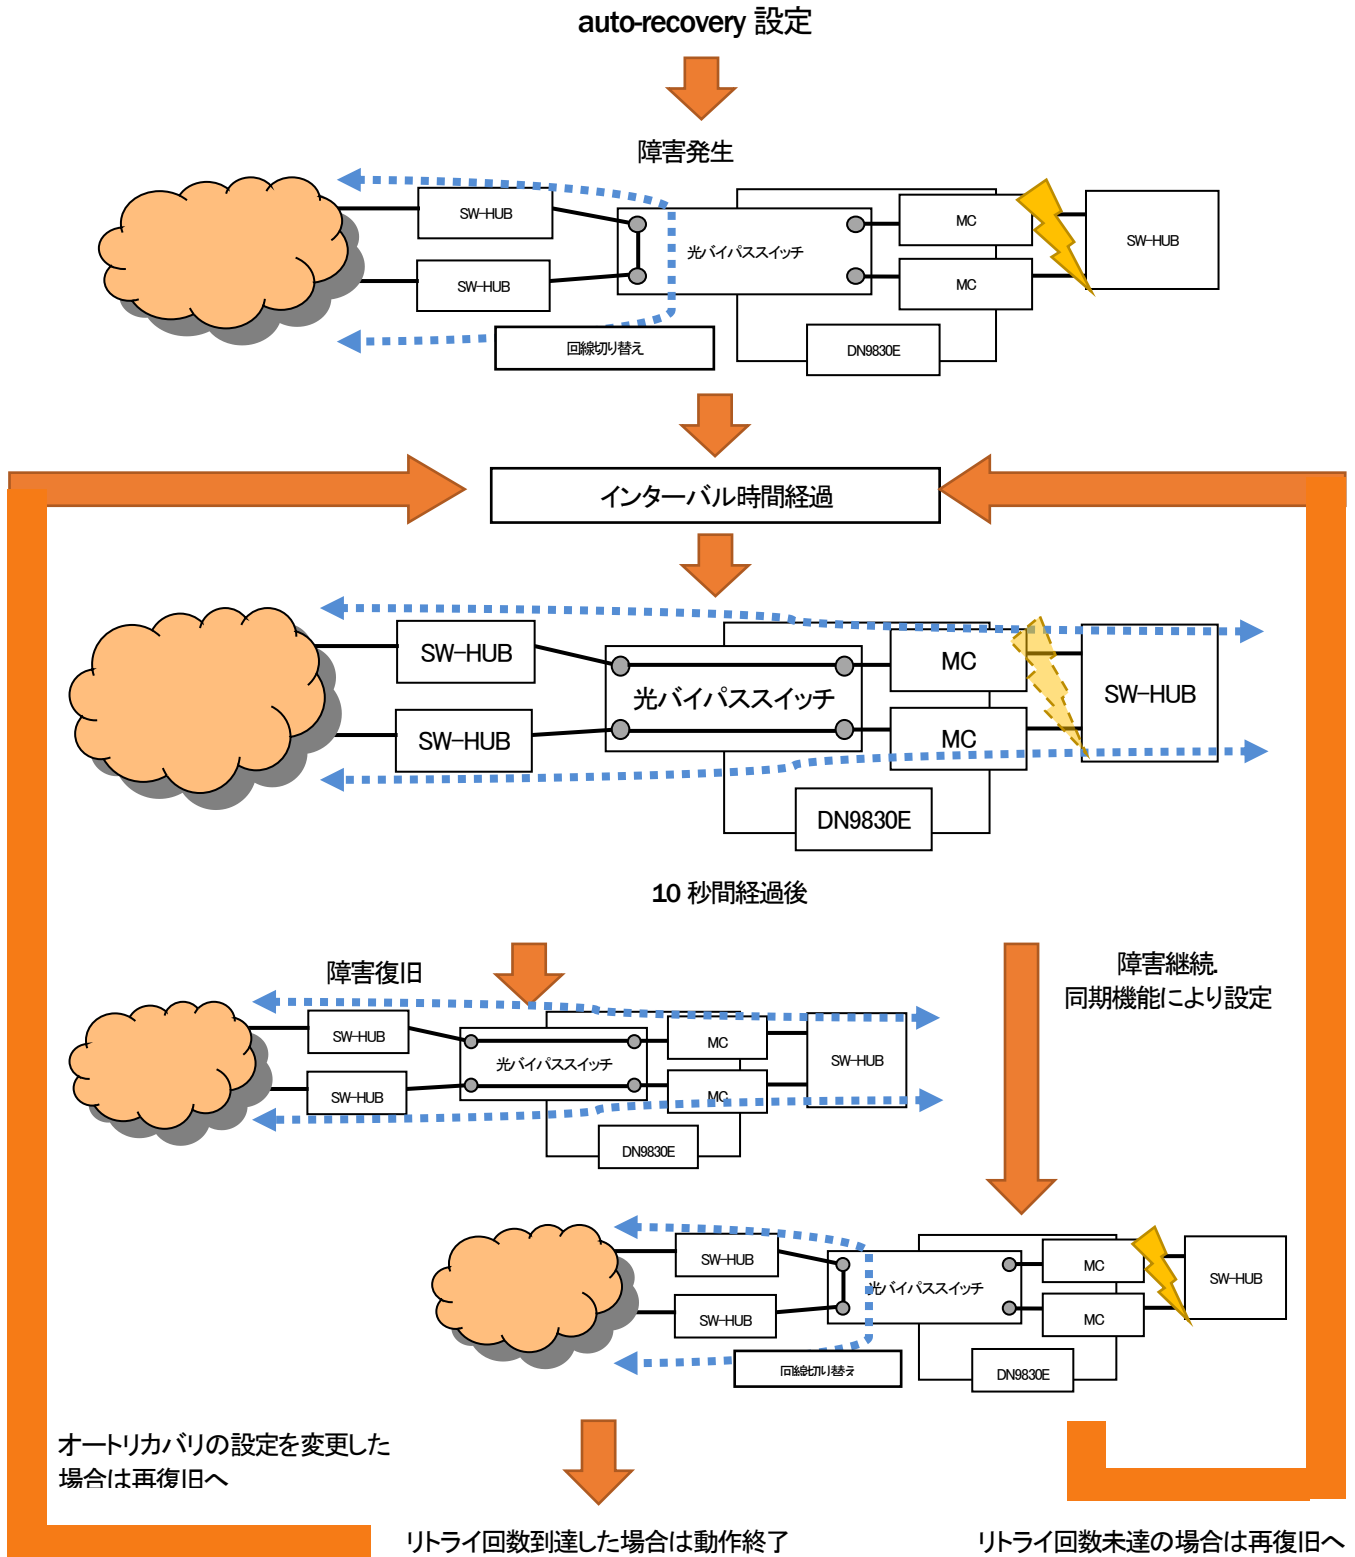 auto-recovery 設定
障害発生
SW-HUB
MC
光バイパススイッチ
SW-HUB
SW-HUB
MC
回線切り替え
DN9830E
インターバル時間経過
SW-HUB
MC
光バイパススイッチ
SW-HUB
SW-HUB
MC
DN9830E
10 秒間経過後
障害復旧
障害継続.
同期機能により設定
SW-HUB
MC
光バイパススイッチ
SW-HUB
SW-HUB
MC
DN9830E
SW-HUB
MC
光バイパススイッチ
SW-HUB
SW-HUB
MC
回線切り替え
DN9830E
オートリカバリの設定を変更した
場合は再復旧へ
リトライ回数到達した場合は動作終了
リトライ回数未達の場合は再復旧へ